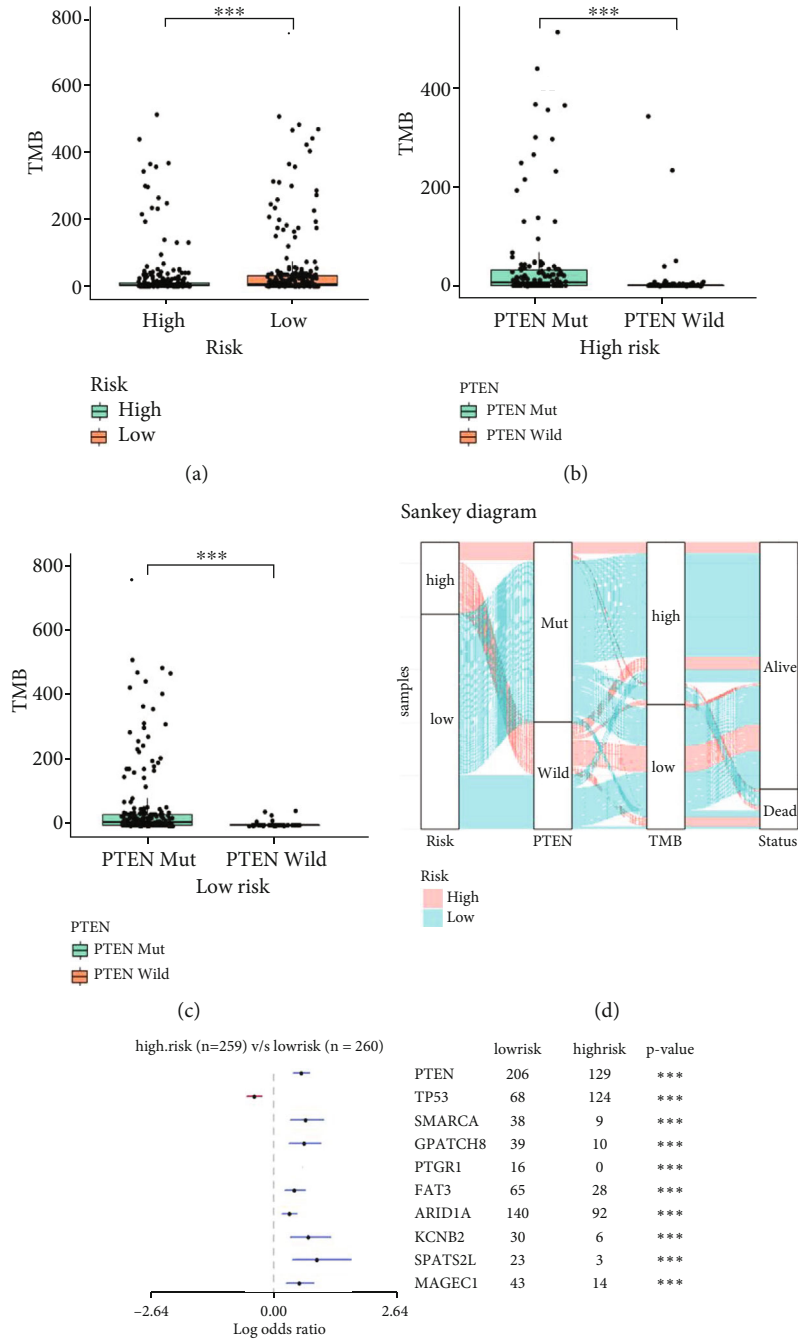 ***
800
600
400
200
0
TMB
High
Low
Risk
Risk
High
Low
(a)
***
400
200
0
TMB
PTEN Mut
PTEN Wild
High risk
PTEN
PTEN Mut
PTEN Wild
(b)
***
800
600
400
200
0
TMB
PTEN Mut
PTEN Wild
Low risk
PTEN
PTEN Mut
PTEN Wild
(c)
Sankey diagram
samples
high
low
Mut
Wild
high
low
Alive
Dead
Risk
PTEN
TMB
Status
Risk
High
Low
(d)
high.risk (n=259) v/s lowrisk (n = 260)
lowrisk highrisk p-value
PTEN 206 129 ***
TP53 68 124 ***
SMARCA 38 9 ***
GPATCH8 39 10 ***
PTGR1 16 0 ***
FAT3 65 28 ***
ARID1A 140 92 ***
KCNB2 30 6 ***
SPATS2L 23 3 ***
MAGEC1 43 14 ***
–2.64 0.00 2.64
Log odds ratio